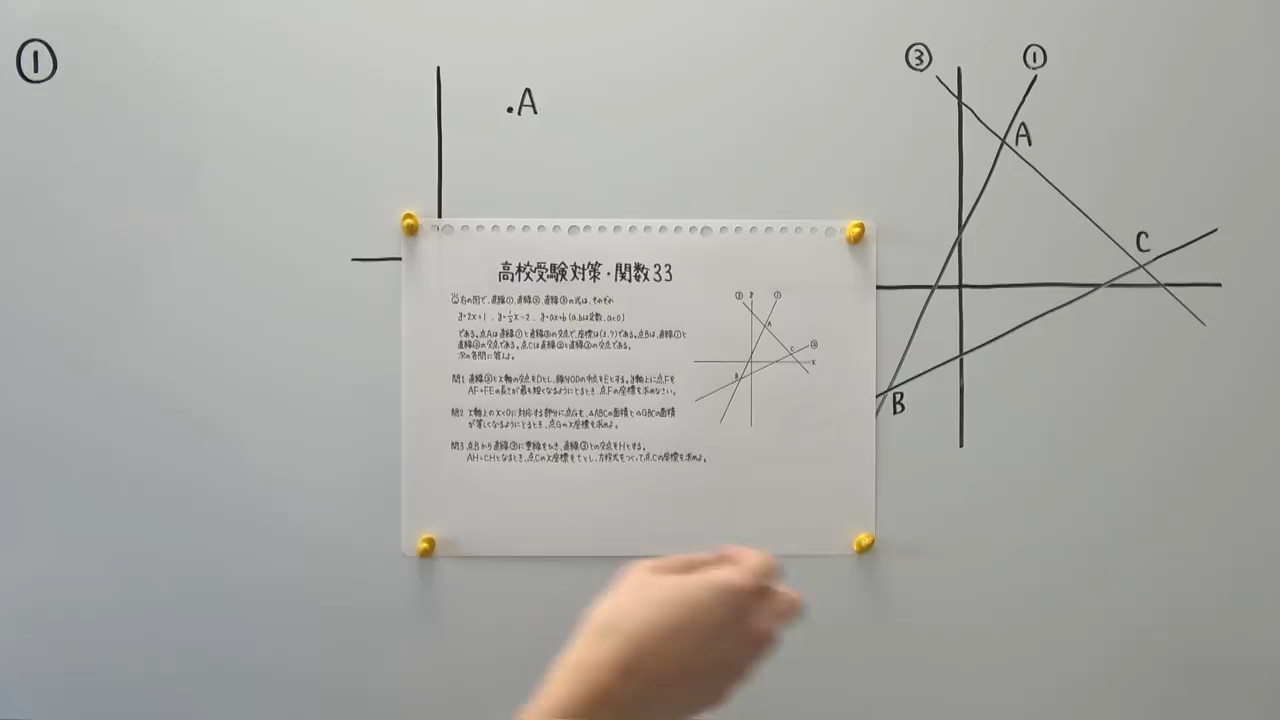 ①
.A
③ ①
A
C
B
高校受験対策・関数33
右の図で、直線①、直線②、直線③の式は、それぞれ
y=2x+1 , y=½x-2 , y=ax+b (a,bは定数、a<0)
である。点Aは直線①と直線③の交点で、座標は(3,7)である。点Bは、直線①と
直線②の交点である。点Cは直線②と直線③の交点である。
次の各問に答えよ。
問1 直線②とx軸の交点をDとし、線分ODの中点をEとする。y軸上に点Fを
AF+FEの長さが最も短くなるようにとるとき、点Fの座標を求めなさい。
問2 x軸上のx<0に対応する部分に点Gを、△ABCの面積と△GBCの面積
が等しくなるようにとるとき、点Gのx座標を求めよ。
問3 点Bから直線③に垂線をひき、直線③との交点をHとする。
AH=CHとなるとき、点Cのx座標をtとし、方程式をつくって、点Cの座標を求めよ。
③ y ①
A
C ②
x
B